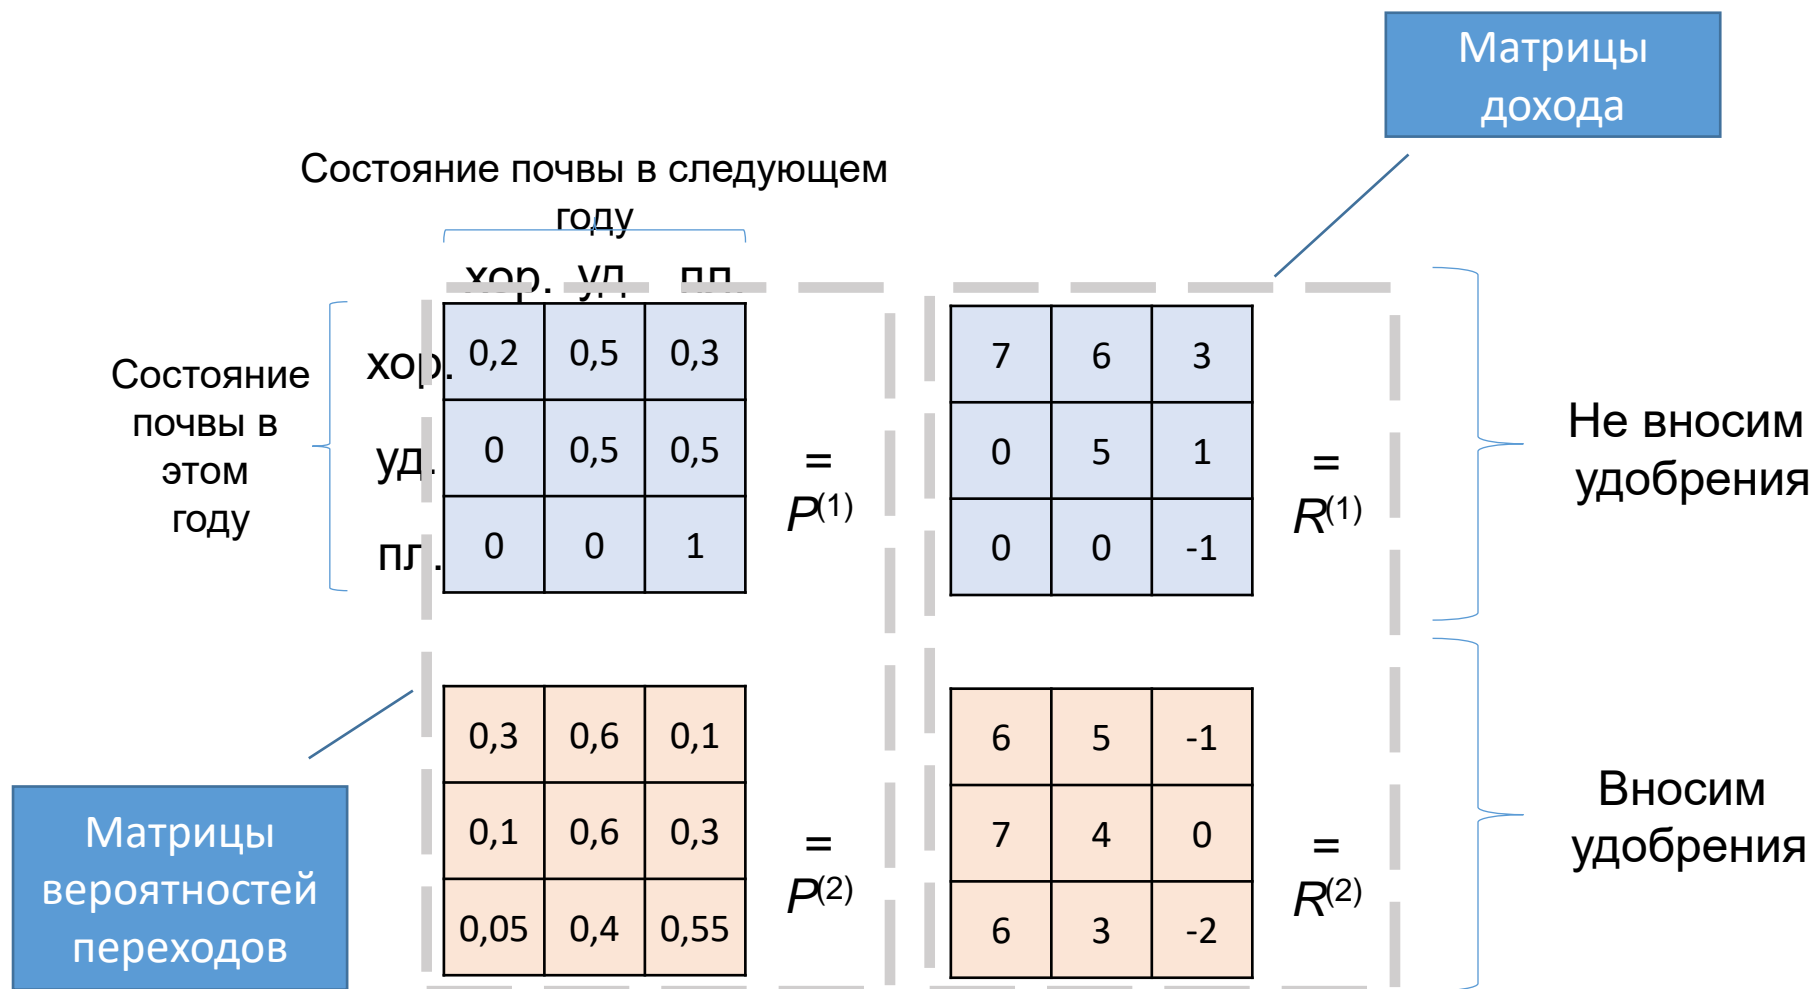 Матрицы
дохода
Состояние почвы в следующем
году
хор. уд. пл.
Состояние
почвы в
этом
году
хор.
уд.
пл.
0,2 0,5 0,3
0 0,5 0,5
0 0 1
=
P(1)
7 6 3
0 5 1
0 0 -1
=
R(1)
Не вносим
удобрения
Матрицы
вероятностей
переходов
0,3 0,6 0,1
0,1 0,6 0,3
0,05 0,4 0,55
=
P(2)
6 5 -1
7 4 0
6 3 -2
=
R(2)
Вносим
удобрения